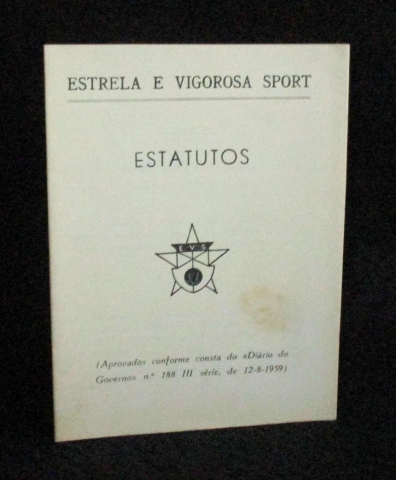 ESTRELA E VIGOROSA SPORT
ESTATUTOS
E V S
(Aprovados conforme consta do «Diário do
Governo» n.º 188 III série, de 12-8-1959)